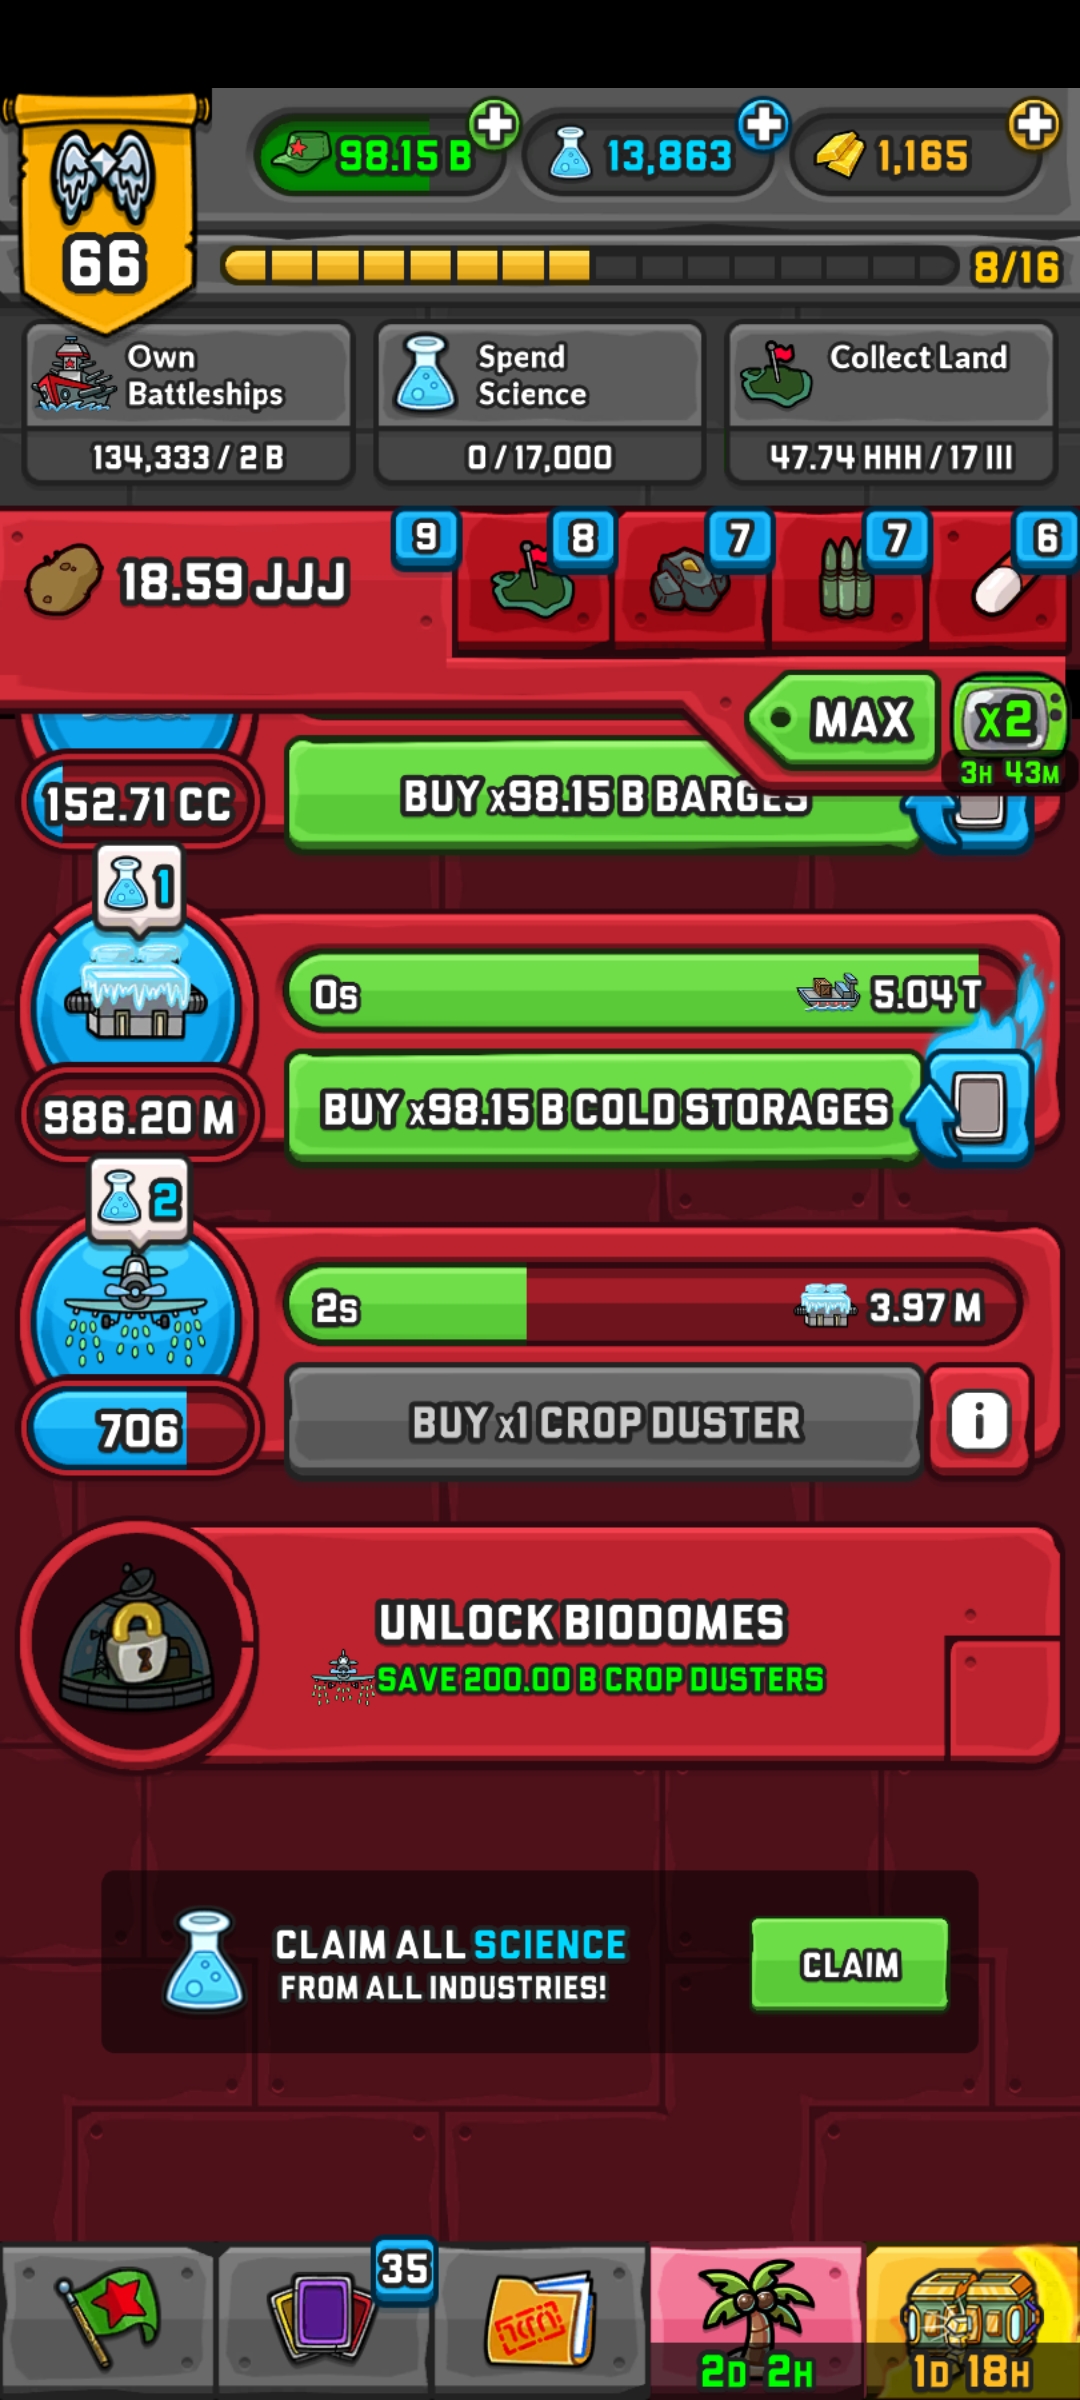 98.15 B
13,863
1,165
66
8/16
Own
Battleships
Spend
Science
Collect Land
134,333 / 2 B
0 / 17,000
47.74 HHH / 17 III
18.59 JJJ
9
8
7
7
6
MAX
x2
3H 43M
152.71 CC
BUY x98.15 B BARGES
1
0s
5.04 T
986.20 M
BUY x98.15 B COLD STORAGES
2
2s
3.97 M
706
BUY x1 CROP DUSTER
i
UNLOCK BIODOMES
SAVE 200.00 B CROP DUSTERS
CLAIM ALL SCIENCE
FROM ALL INDUSTRIES!
CLAIM
35
2D 2H
1D 18H